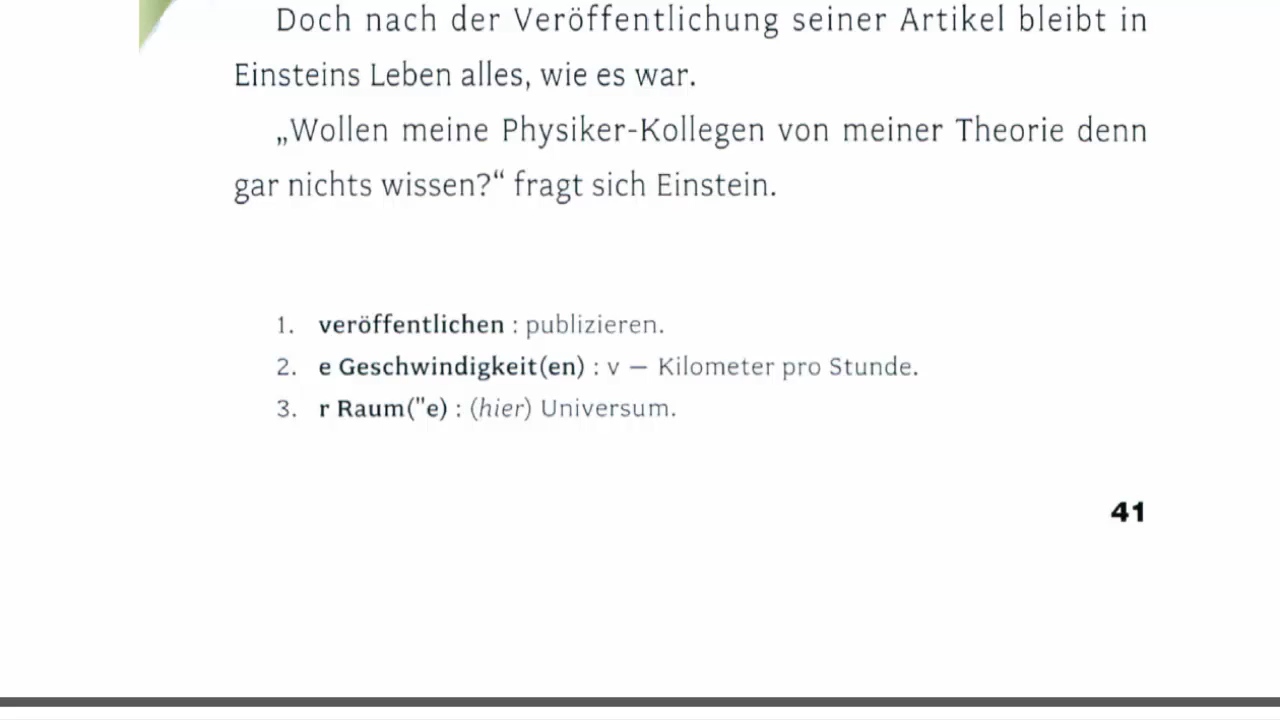 Doch nach der Veröffentlichung seiner Artikel bleibt in
Einsteins Leben alles, wie es war.
„Wollen meine Physiker-Kollegen von meiner Theorie denn
gar nichts wissen?“ fragt sich Einstein.
1. veröffentlichen : publizieren.
2. e Geschwindigkeit(en) : v — Kilometer pro Stunde.
3. r Raum("e) : (hier) Universum.
41